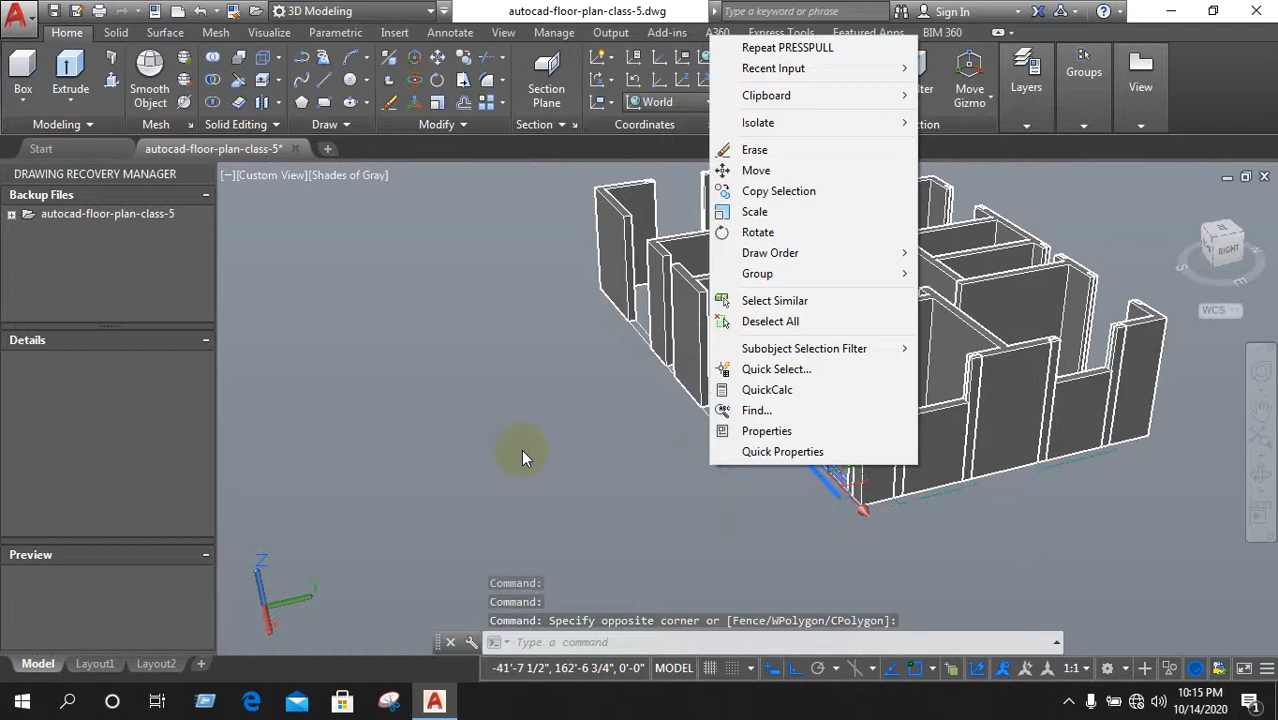 3D Modeling
autocad-floor-plan-class-5.dwg
Type a keyword or phrase
Sign In
Home
Solid
Surface
Mesh
Visualize
Parametric
Insert
Annotate
View
Manage
Output
Add-ins
A360
Express Tools
Featured Apps
BIM 360
Box
Extrude
Smooth
Object
Section
Plane
World
Move
Gizmo
Layers
Groups
View
Modeling
Mesh
Solid Editing
Draw
Modify
Section
Coordinates
Start
autocad-floor-plan-class-5*
DRAWING RECOVERY MANAGER
Backup Files
autocad-floor-plan-class-5
Details
Preview
[−][Custom View][Shades of Gray]
Repeat PRESSPULL
Recent Input
Clipboard
Isolate
Erase
Move
Copy Selection
Scale
Rotate
Draw Order
Group
Select Similar
Deselect All
Subobject Selection Filter
Quick Select...
QuickCalc
Find...
Properties
Quick Properties
RIGHT
WCS
Z
Command:
Command:
Command: Specify opposite corner or [Fence/WPolygon/CPolygon]:
Type a command
Model
Layout1
Layout2
-41'-7 1/2", 162'-6 3/4", 0'-0"
MODEL
1:1
10:15 PM
10/14/2020